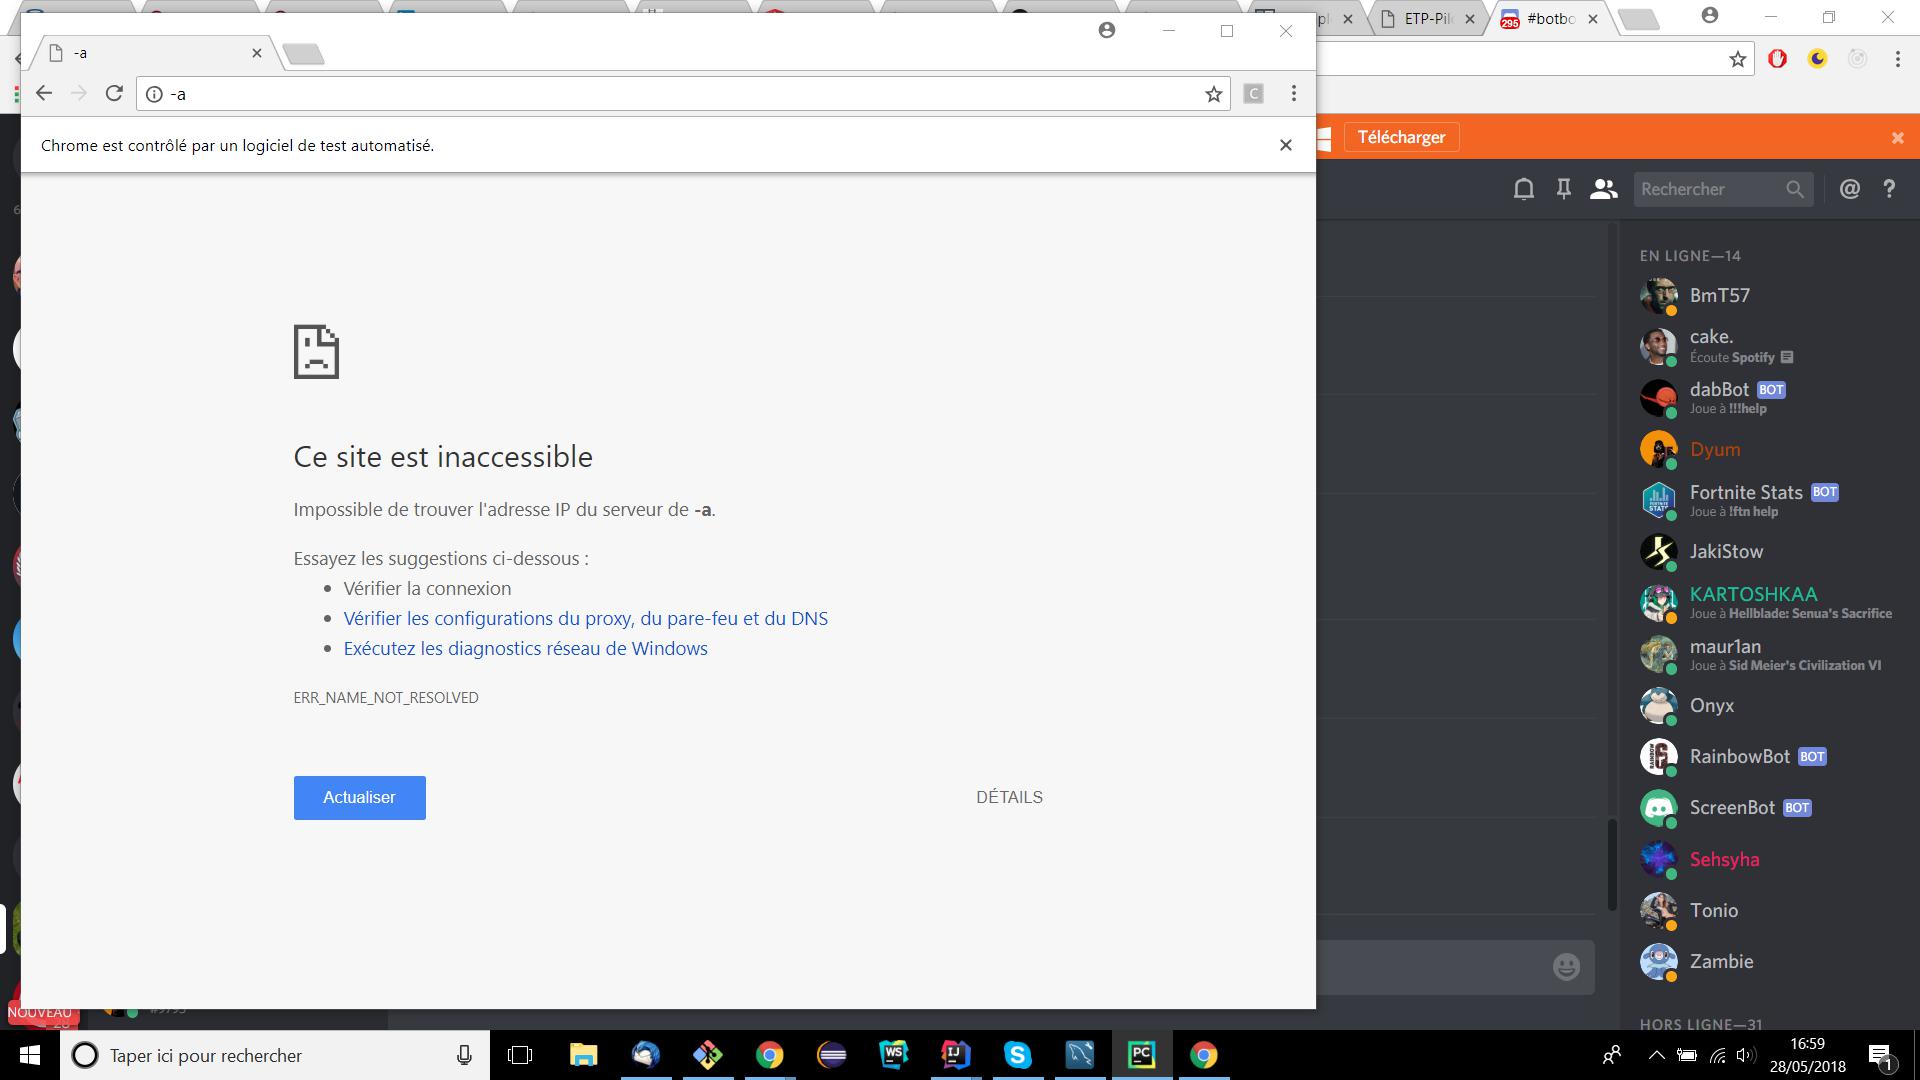 -a
-a
Chrome est contrôlé par un logiciel de test automatisé.
Ce site est inaccessible
Impossible de trouver l'adresse IP du serveur de -a.
Essayez les suggestions ci-dessous :
Vérifier la connexion
Vérifier les configurations du proxy, du pare-feu et du DNS
Exécutez les diagnostics réseau de Windows
ERR_NAME_NOT_RESOLVED
Actualiser
DÉTAILS
ETP-Pil
295
#botbo
Télécharger
Rechercher
EN LIGNE—14
BmT57
cake.
Écoute Spotify
dabBot BOT
Joue à !!!help
Dyum
Fortnite Stats BOT
Joue à !ftn help
JakiStow
KARTOSHKAA
Joue à Hellblade: Senua's Sacrifice
maur1an
Joue à Sid Meier's Civilization VI
Onyx
RainbowBot BOT
ScreenBot BOT
Sehsyha
Tonio
Zambie
HORS LIGNE—31
NOUVEAU
Taper ici pour rechercher
WS
IJ
PC
16:59
28/05/2018
1